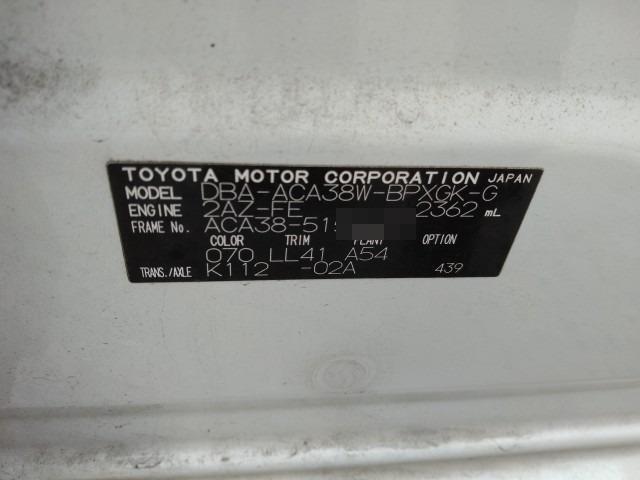 TOYOTA MOTOR CORPORATION JAPAN
MODEL DBA-ACA38W-BPXGK-G
ENGINE 2AZ-FE 2362 mL
FRAME No. ACA38-51
COLOR TRIM PLANT OPTION
070 LL41 A54
TRANS./AXLE K112 -02A 439